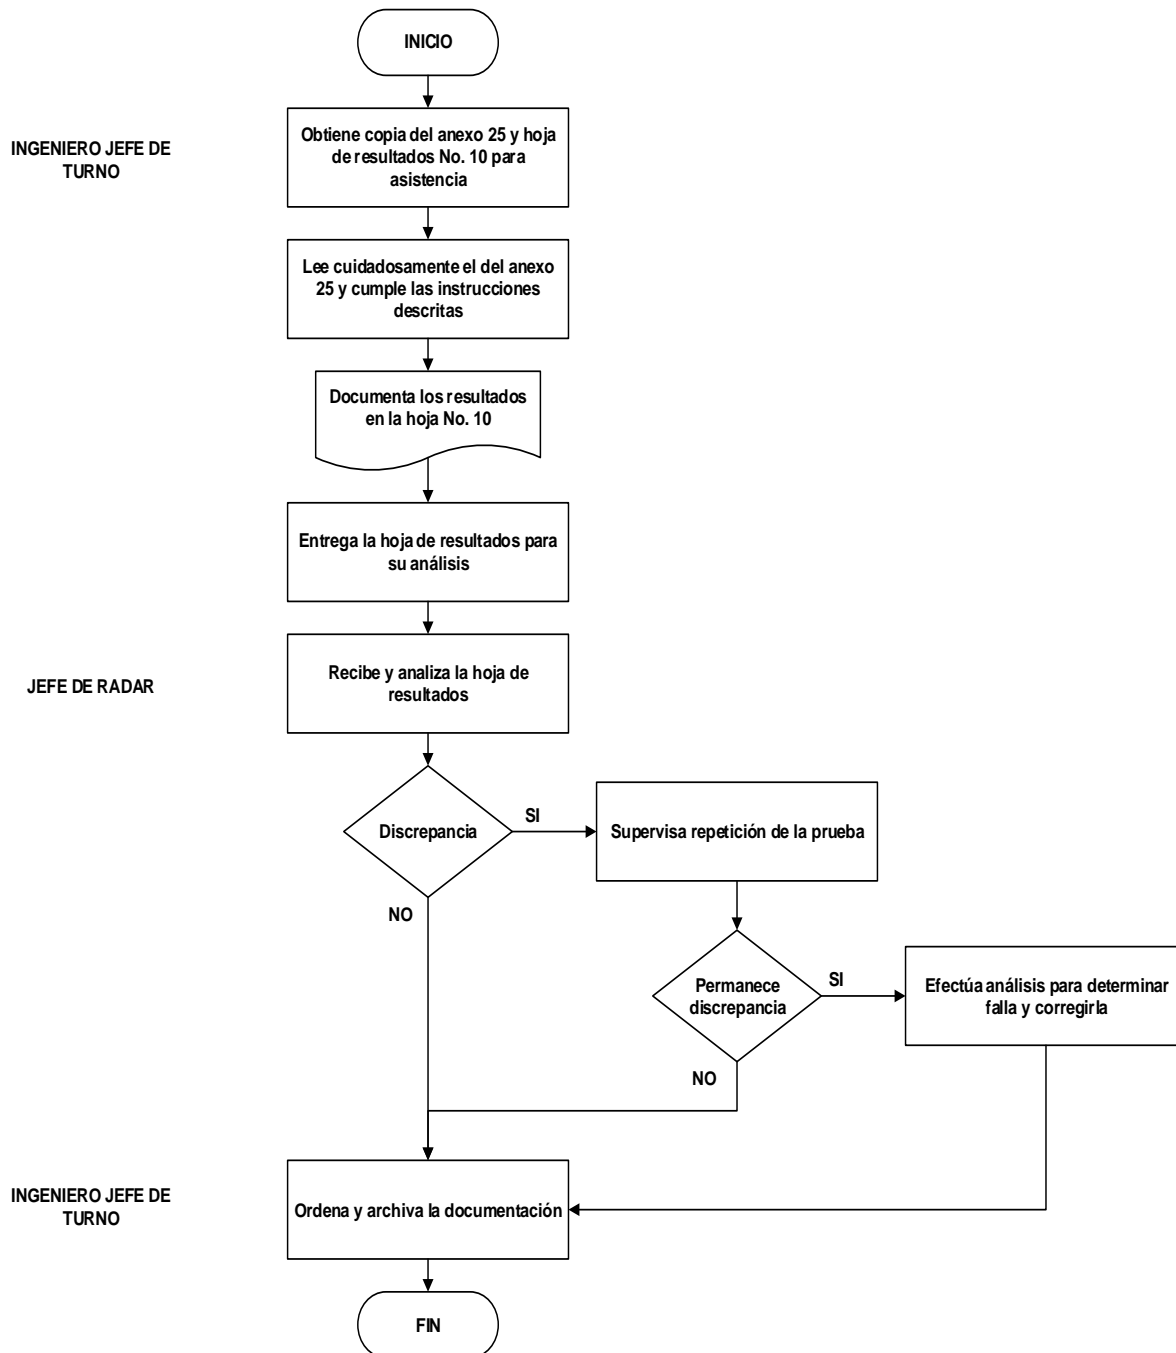 INICIO
INGENIERO JEFE DE
TURNO
Obtiene copia del anexo 25 y hoja
de resultados No. 10 para
asistencia
Lee cuidadosamente el del anexo
25 y cumple las instrucciones
descritas
Documenta los resultados
en la hoja No. 10
Entrega la hoja de resultados para
su análisis
JEFE DE RADAR
Recibe y analiza la hoja de
resultados
Discrepancia
SI
Supervisa repetición de la prueba
NO
Permanece
discrepancia
SI
Efectúa análisis para determinar
falla y corregirla
NO
INGENIERO JEFE DE
TURNO
Ordena y archiva la documentación
FIN